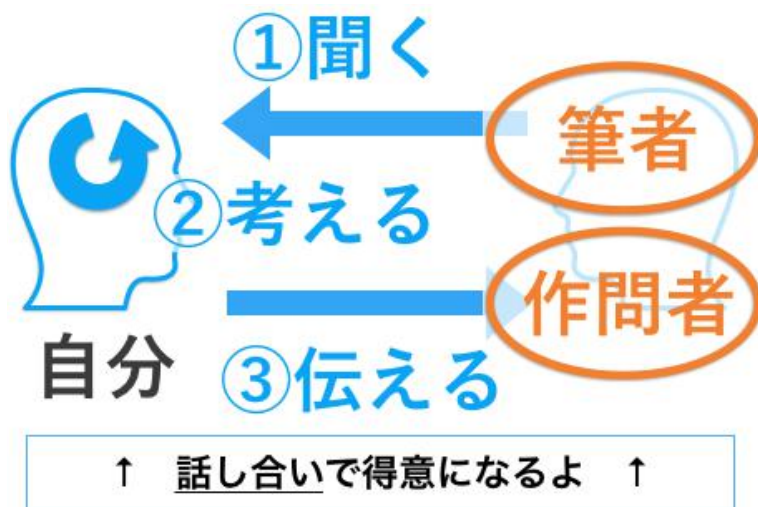 ①聞く
筆者
②考える
作問者
自分
③伝える
↑ 話し合いで得意になるよ ↑